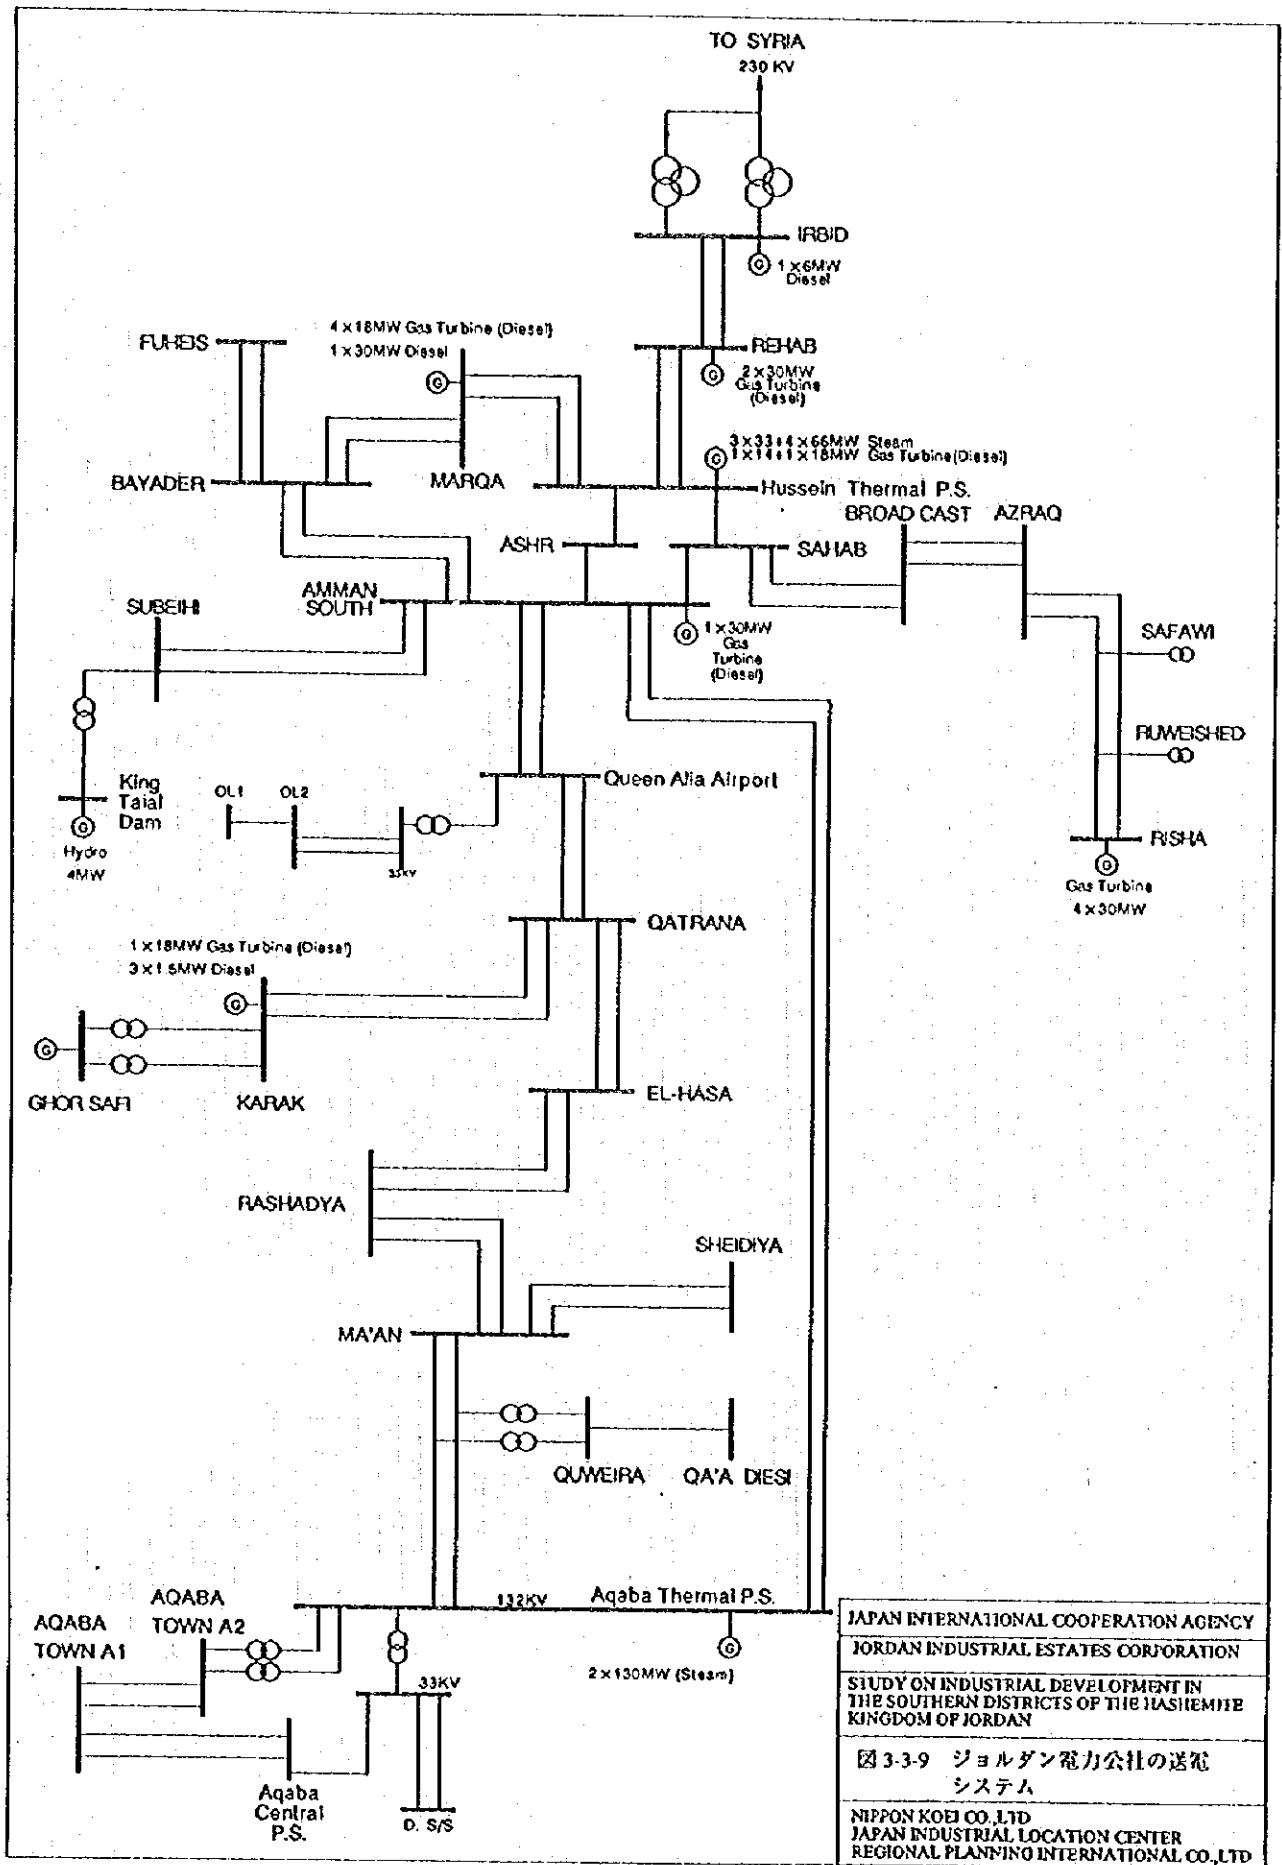 TO SYRIA
230 KV
IRBID
G
1×6MW
Diesel
4×18MW Gas Turbine (Diesel)
1×30MW Diesel
G
FUHEIS
REHAB
G
2×30MW
Gas Turbine
(Diesel)
3×33+4×66MW Steam
1×14+1×18MW Gas Turbine (Diesel)
G
BAYADER
MARQA
Hussein Thermal P.S.
BROAD CAST
AZRAQ
ASHR
SAHAB
AMMAN
SOUTH
SUBEIHI
G
1×30MW
Gas
Turbine
(Diesel)
SAFAWI
RUWEISHED
Queen Alia Airport
King
Talal
Dam
G
Hydro
4MW
OL1
OL2
33KV
RISHA
G
Gas Turbine
4×30MW
QATRANA
1×18MW Gas Turbine (Diesel)
3×1.5MW Diesel
G
G
GHOR SAFI
KARAK
EL-HASA
RASHADYA
SHEIDIYA
MA'AN
QUWEIRA
QA'A DIESI
132KV
Aqaba Thermal P.S.
G
2×130MW (Steam)
AQABA
TOWN A1
AQABA
TOWN A2
33KV
Aqaba
Central
P.S.
D. S/S
JAPAN INTERNATIONAL COOPERATION AGENCY
JORDAN INDUSTRIAL ESTATES CORPORATION
STUDY ON INDUSTRIAL DEVELOPMENT IN
THE SOUTHERN DISTRICTS OF THE HASHEMITE
KINGDOM OF JORDAN
図 3-3-9 ジョルダン電力公社の送電
システム
NIPPON KOEI CO.,LTD
JAPAN INDUSTRIAL LOCATION CENTER
REGIONAL PLANNING INTERNATIONAL CO.,LTD